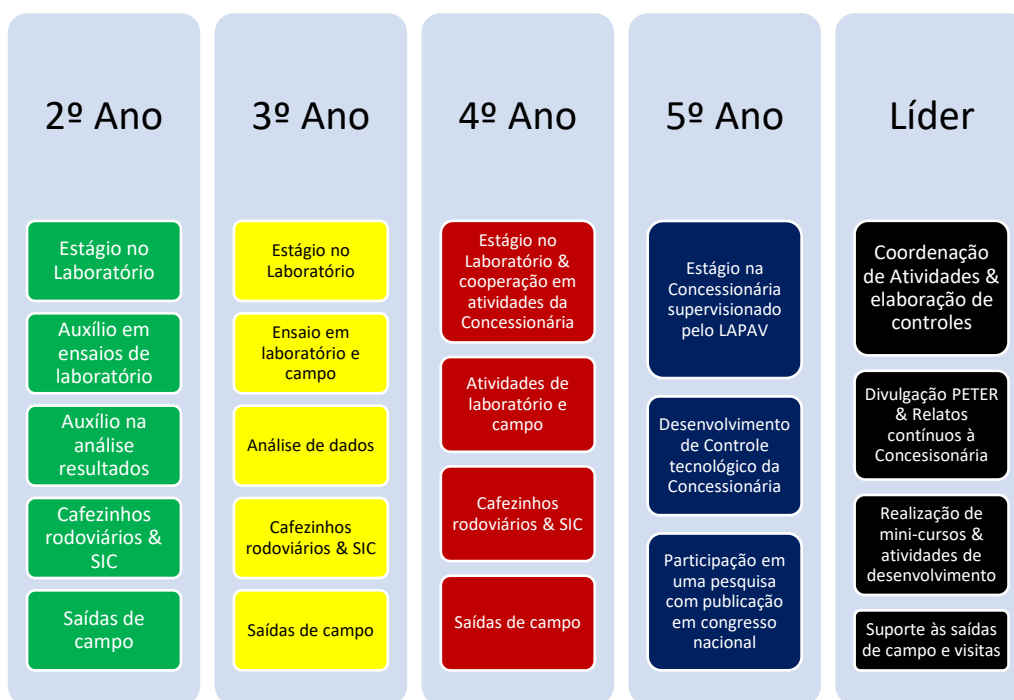 2º Ano
Estágio no
Laboratório
Auxílio em
ensaios de
laboratório
Auxílio na
análise
resultados
Cafezinhos
rodoviários &
SIC
Saídas de
campo
3º Ano
Estágio no
Laboratório
Ensaio em
laboratório e
campo
Análise de dados
Cafezinhos
rodoviários & SIC
Saídas de campo
4º Ano
Estágio no
Laboratório &
cooperação em
atividades da
Concessionária
Atividades de
laboratório e
campo
Cafezinhos
rodoviários & SIC
Saídas de campo
5º Ano
Estágio na
Concessionária
supervisionado
pelo LAPAV
Desenvolvimento
de Controle
tecnológico da
Concessionária
Participação em
uma pesquisa
com publicação
em congresso
nacional
Líder
Coordenação
de Atividades &
elaboração de
controles
Divulgação PETER
& Relatos
contínuos à
Concesisonária
Realização de
mini-cursos &
atividades de
desenvolvimento
Suporte às saídas
de campo e visitas